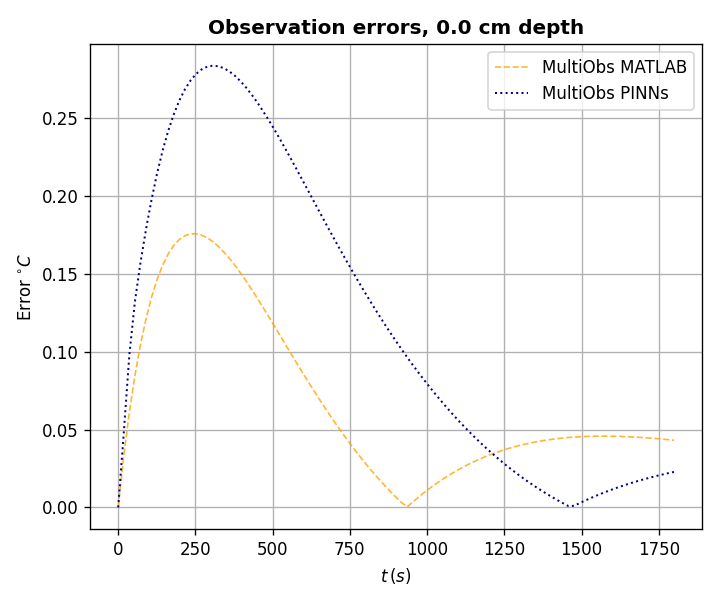 Observation errors, 0.0 cm depth
MultiObs MATLAB
MultiObs PINNs
Error °C
0.25
0.20
0.15
0.10
0.05
0.00
0 250 500 750 1000 1250 1500 1750
t (s)